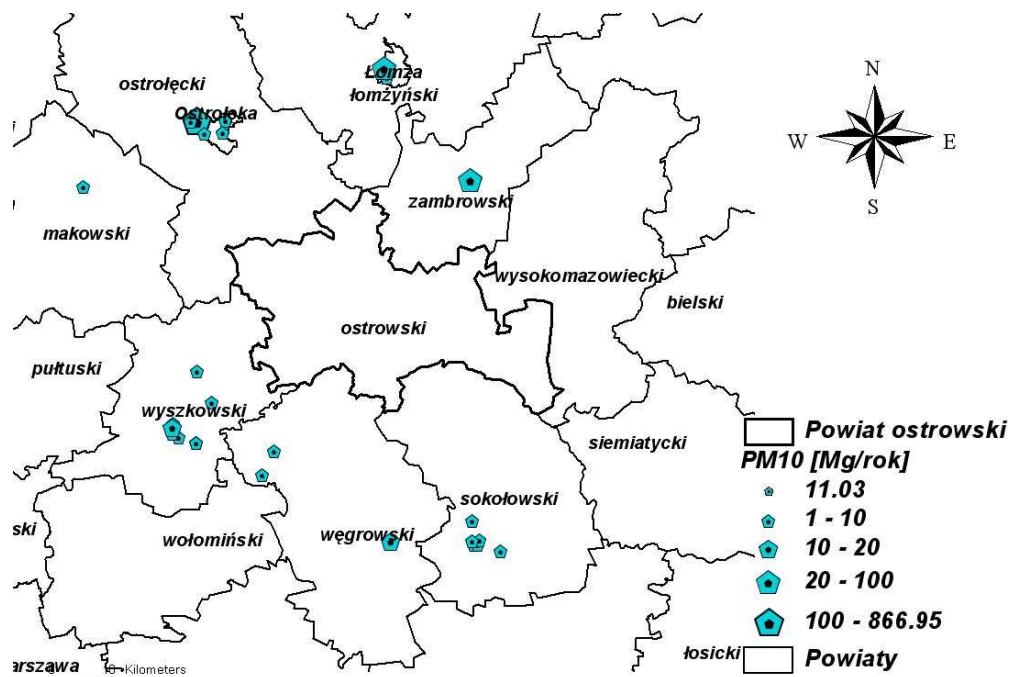 ostrołęcki
Łomża
łomżyński
Ostrołęka
zambrowski
makowski
wysokomazowiecki
bielski
ostrowski
pułtuski
wyszkowski
siemiatycki
sokołowski
ski
wołomiński
węgrowski
łosicki
arszawa
Kilometers
N
W E
S
Powiat ostrowski
PM10 [Mg/rok]
11.03
1 - 10
10 - 20
20 - 100
100 - 866.95
Powiaty